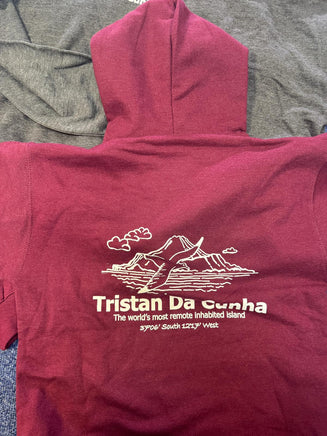 Tristan Da Cunha
The world's most remote inhabited island
37°06' South 12°17' West